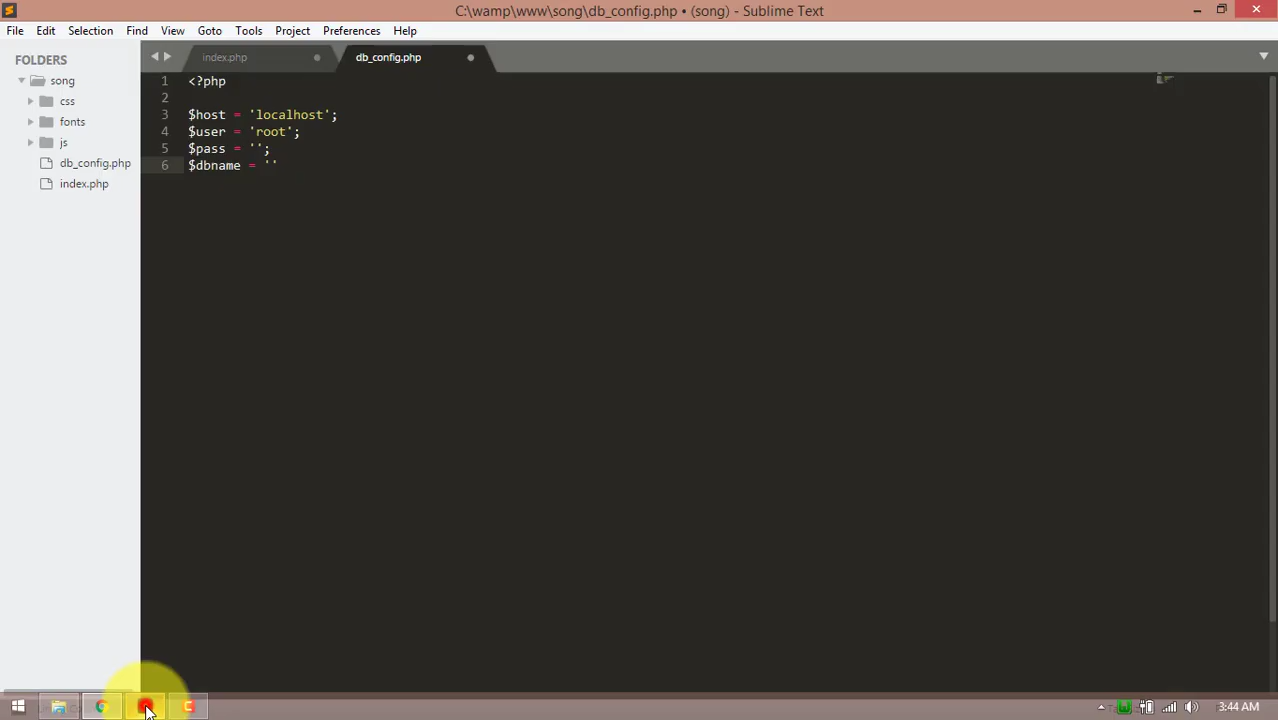 C:\wamp\www\song\db_config.php • (song) - Sublime Text
File Edit Selection Find View Goto Tools Project Preferences Help
FOLDERS
song
css
fonts
js
db_config.php
index.php
index.php db_config.php
1 <?php
2
3 $host = 'localhost';
4 $user = 'root';
5 $pass = '';
6 $dbname = ''
3:44 AM